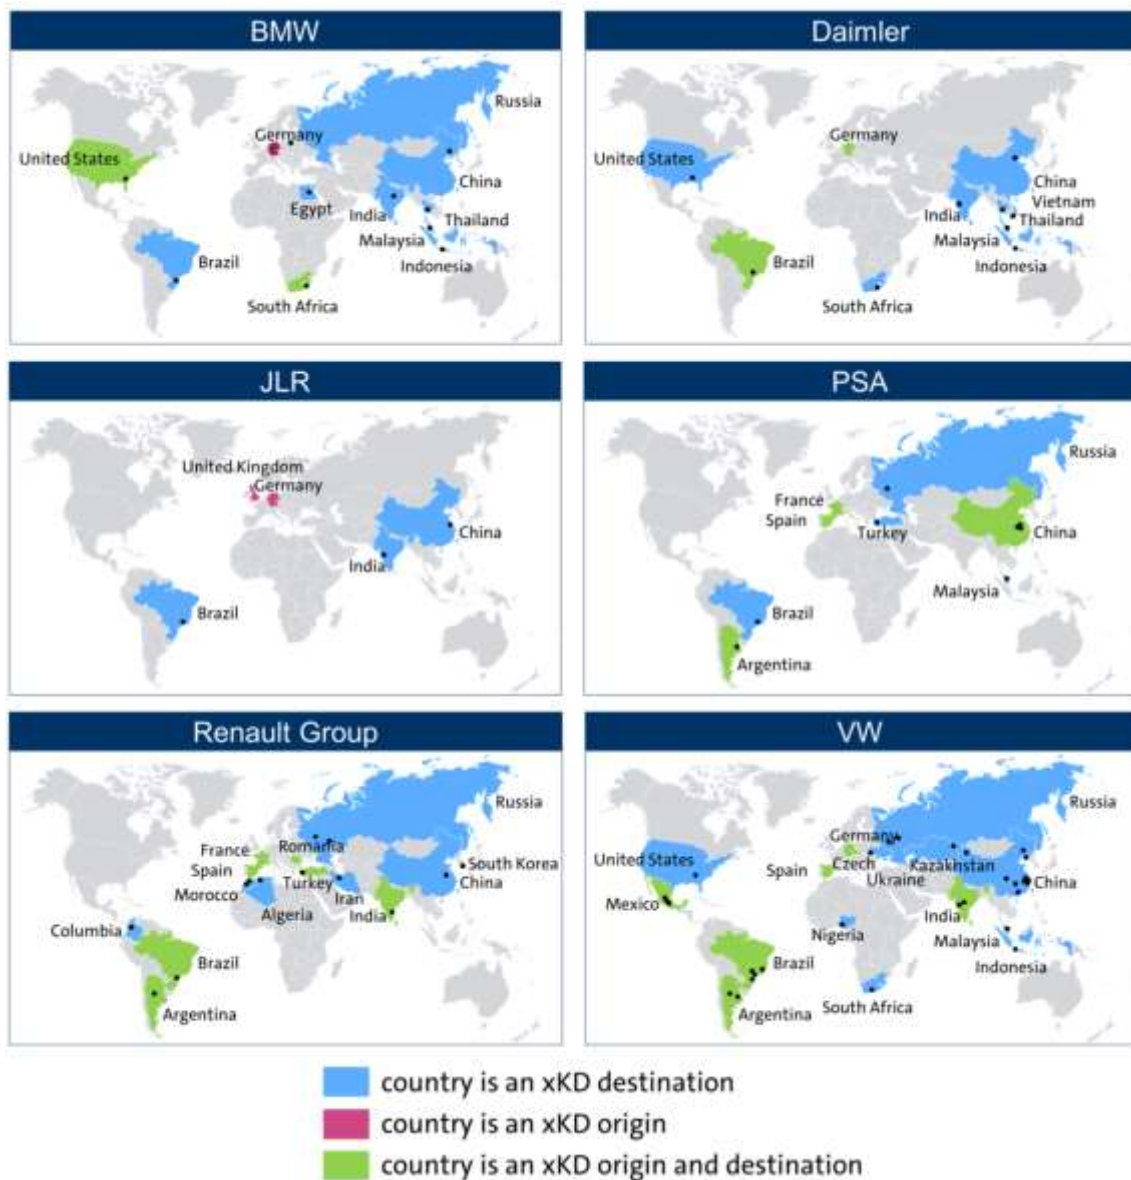 BMW
Russia
Germany
United States
China
Egypt
India
Thailand
Malaysia
Brazil
Indonesia
South Africa
Daimler
Germany
United States
China
Vietnam
India
Thailand
Malaysia
Brazil
Indonesia
South Africa
JLR
United Kingdom
Germany
China
India
Brazil
PSA
Russia
France
Spain
Turkey
China
Malaysia
Brazil
Argentina
Renault Group
Russia
Romania
France
South Korea
Spain
Turkey
China
Morocco
Iran
Algeria
India
Columbia
Brazil
Argentina
VW
Russia
Germany
United States
Czech
Kazakhstan
Spain
Ukraine
China
Mexico
India
Nigeria
Malaysia
Brazil
Indonesia
South Africa
Argentina
country is an xKD destination
country is an xKD origin
country is an xKD origin and destination